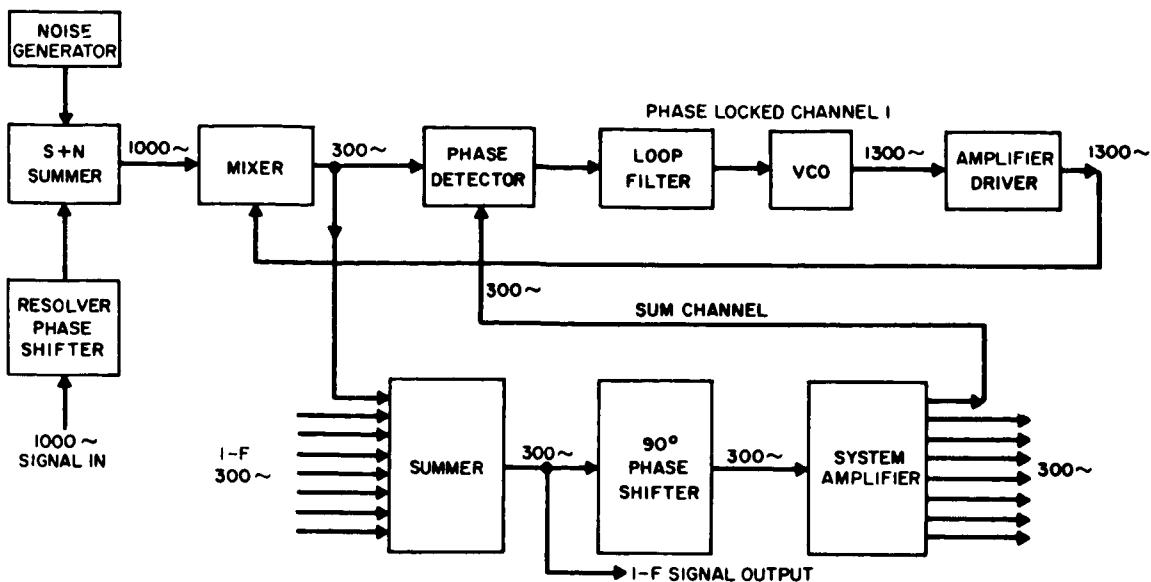 NOISE
GENERATOR
PHASE LOCKED CHANNEL 1
S+N
SUMMER
1000~
MIXER
300~
PHASE
DETECTOR
LOOP
FILTER
VCO
1300~
AMPLIFIER
DRIVER
1300~
RESOLVER
PHASE
SHIFTER
300~
SUM CHANNEL
1000~
SIGNAL IN
I-F
300~
SUMMER
300~
90°
PHASE
SHIFTER
300~
SYSTEM
AMPLIFIER
300~
I-F SIGNAL OUTPUT